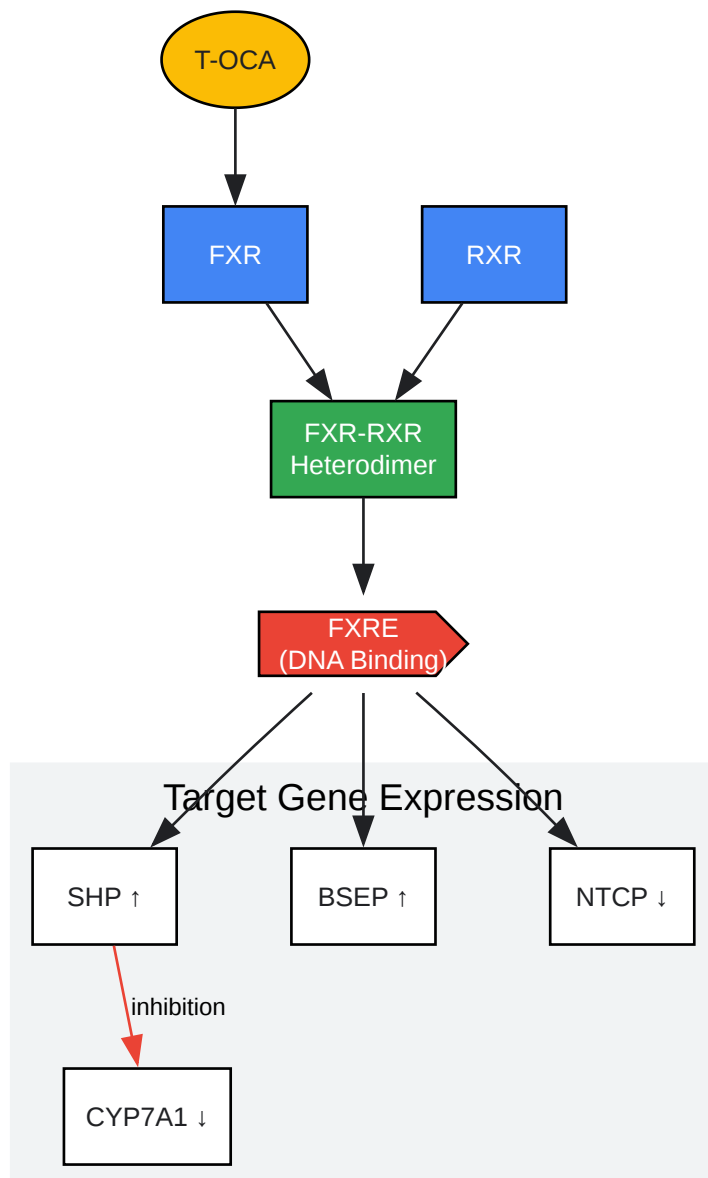 T-OCA
FXR
RXR
FXR-RXR
Heterodimer
FXRE
(DNA Binding)
Target Gene Expression
SHP ↑
BSEP ↑
NTCP ↓
inhibition
CYP7A1 ↓